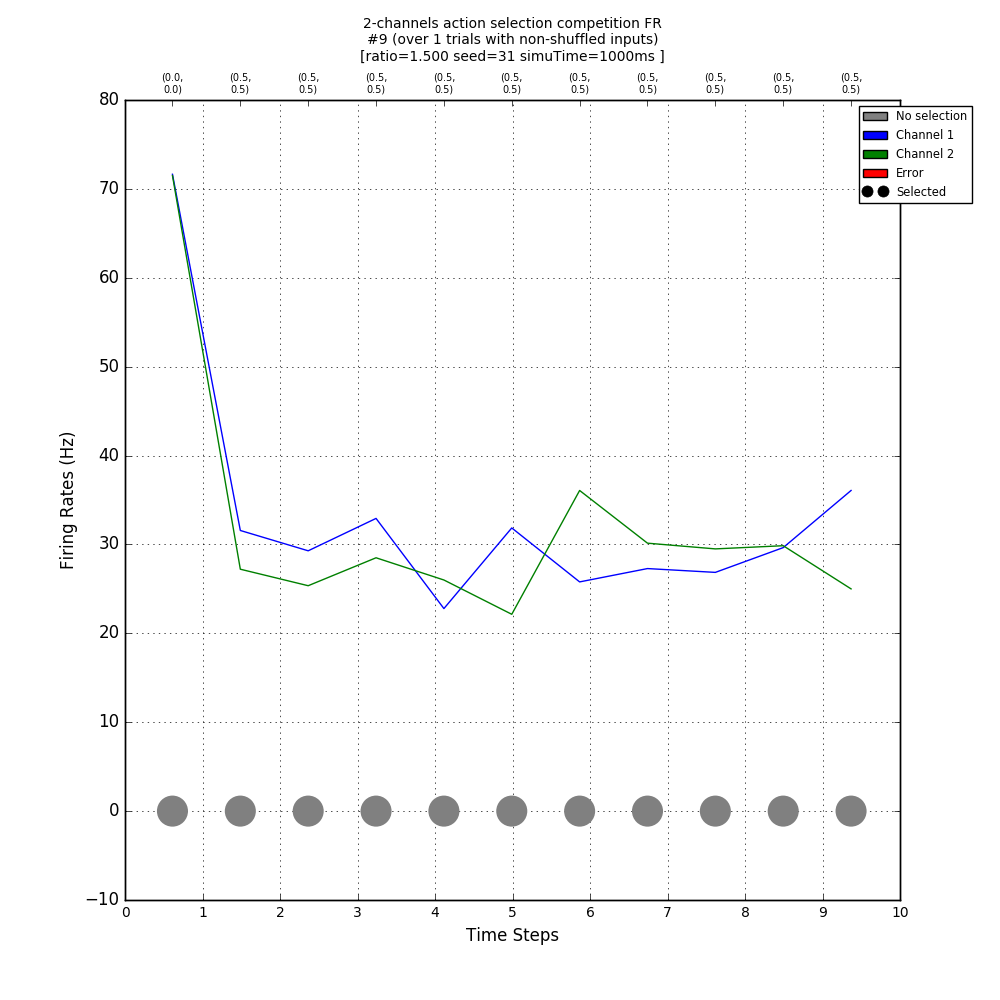 2-channels action selection competition FR
#9 (over 1 trials with non-shuffled inputs)
[ratio=1.500 seed=31 simuTime=1000ms ]
(0.0, (0.5, (0.5, (0.5, (0.5, (0.5, (0.5, (0.5, (0.5, (0.5, (0.5,
0.0) 0.5) 0.5) 0.5) 0.5) 0.5) 0.5) 0.5) 0.5) 0.5) 0.5)
No selection
Channel 1
Channel 2
Error
Selected
80
70
60
50
40
30
20
10
0
−10
Firing Rates (Hz)
0 1 2 3 4 5 6 7 8 9 10
Time Steps